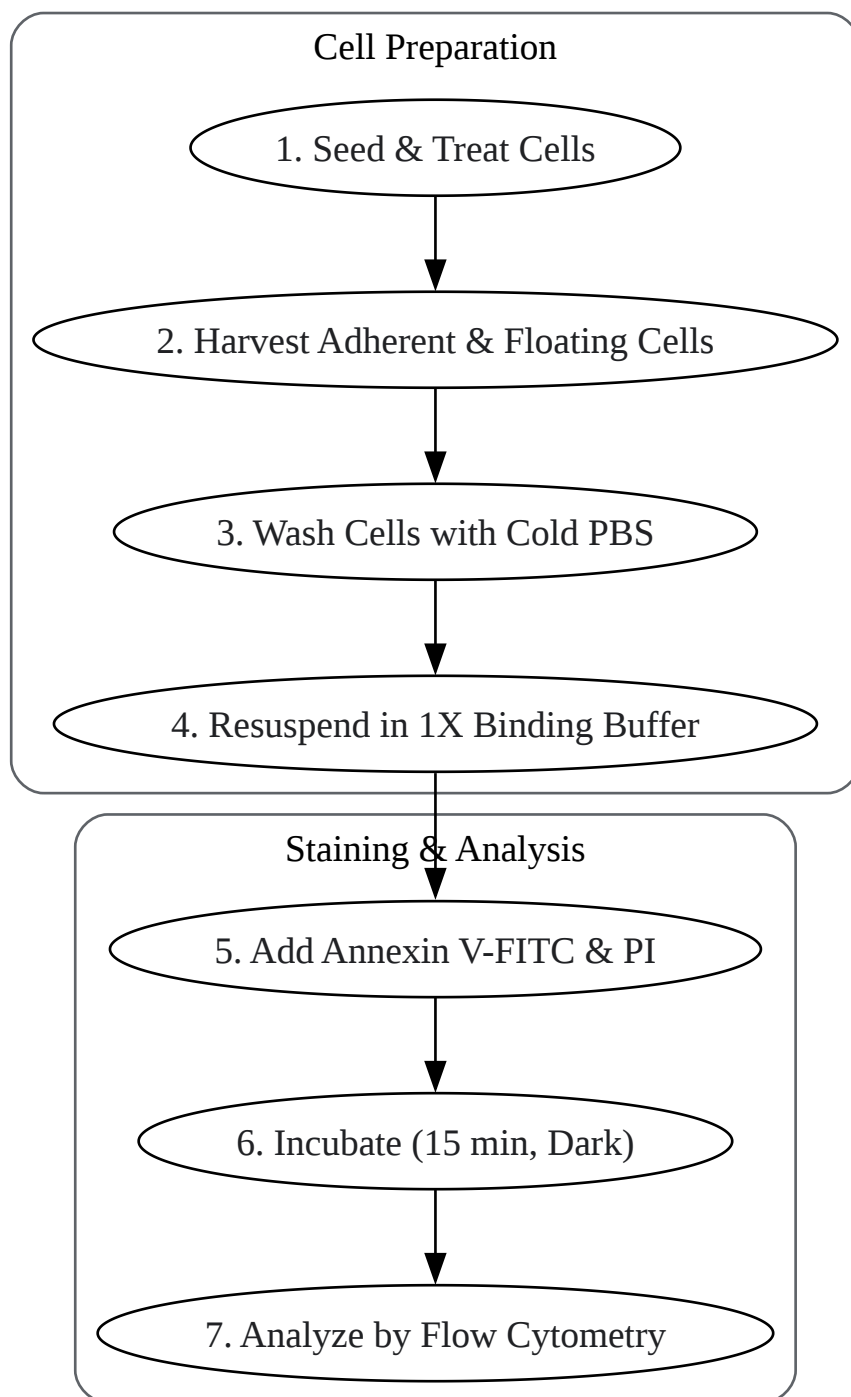 Cell Preparation
1. Seed & Treat Cells
2. Harvest Adherent & Floating Cells
3. Wash Cells with Cold PBS
4. Resuspend in 1X Binding Buffer
Staining & Analysis
5. Add Annexin V-FITC & PI
6. Incubate (15 min, Dark)
7. Analyze by Flow Cytometry